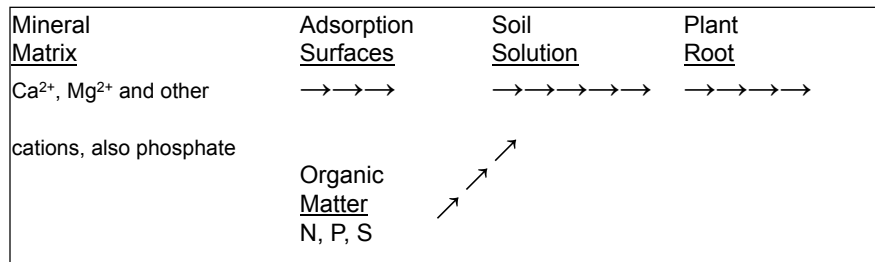 Mineral Adsorption Soil Plant
Matrix Surfaces Solution Root
Ca²⁺, Mg²⁺ and other →→→ →→→→→ →→→→
cations, also phosphate
Organic
Matter
N, P, S